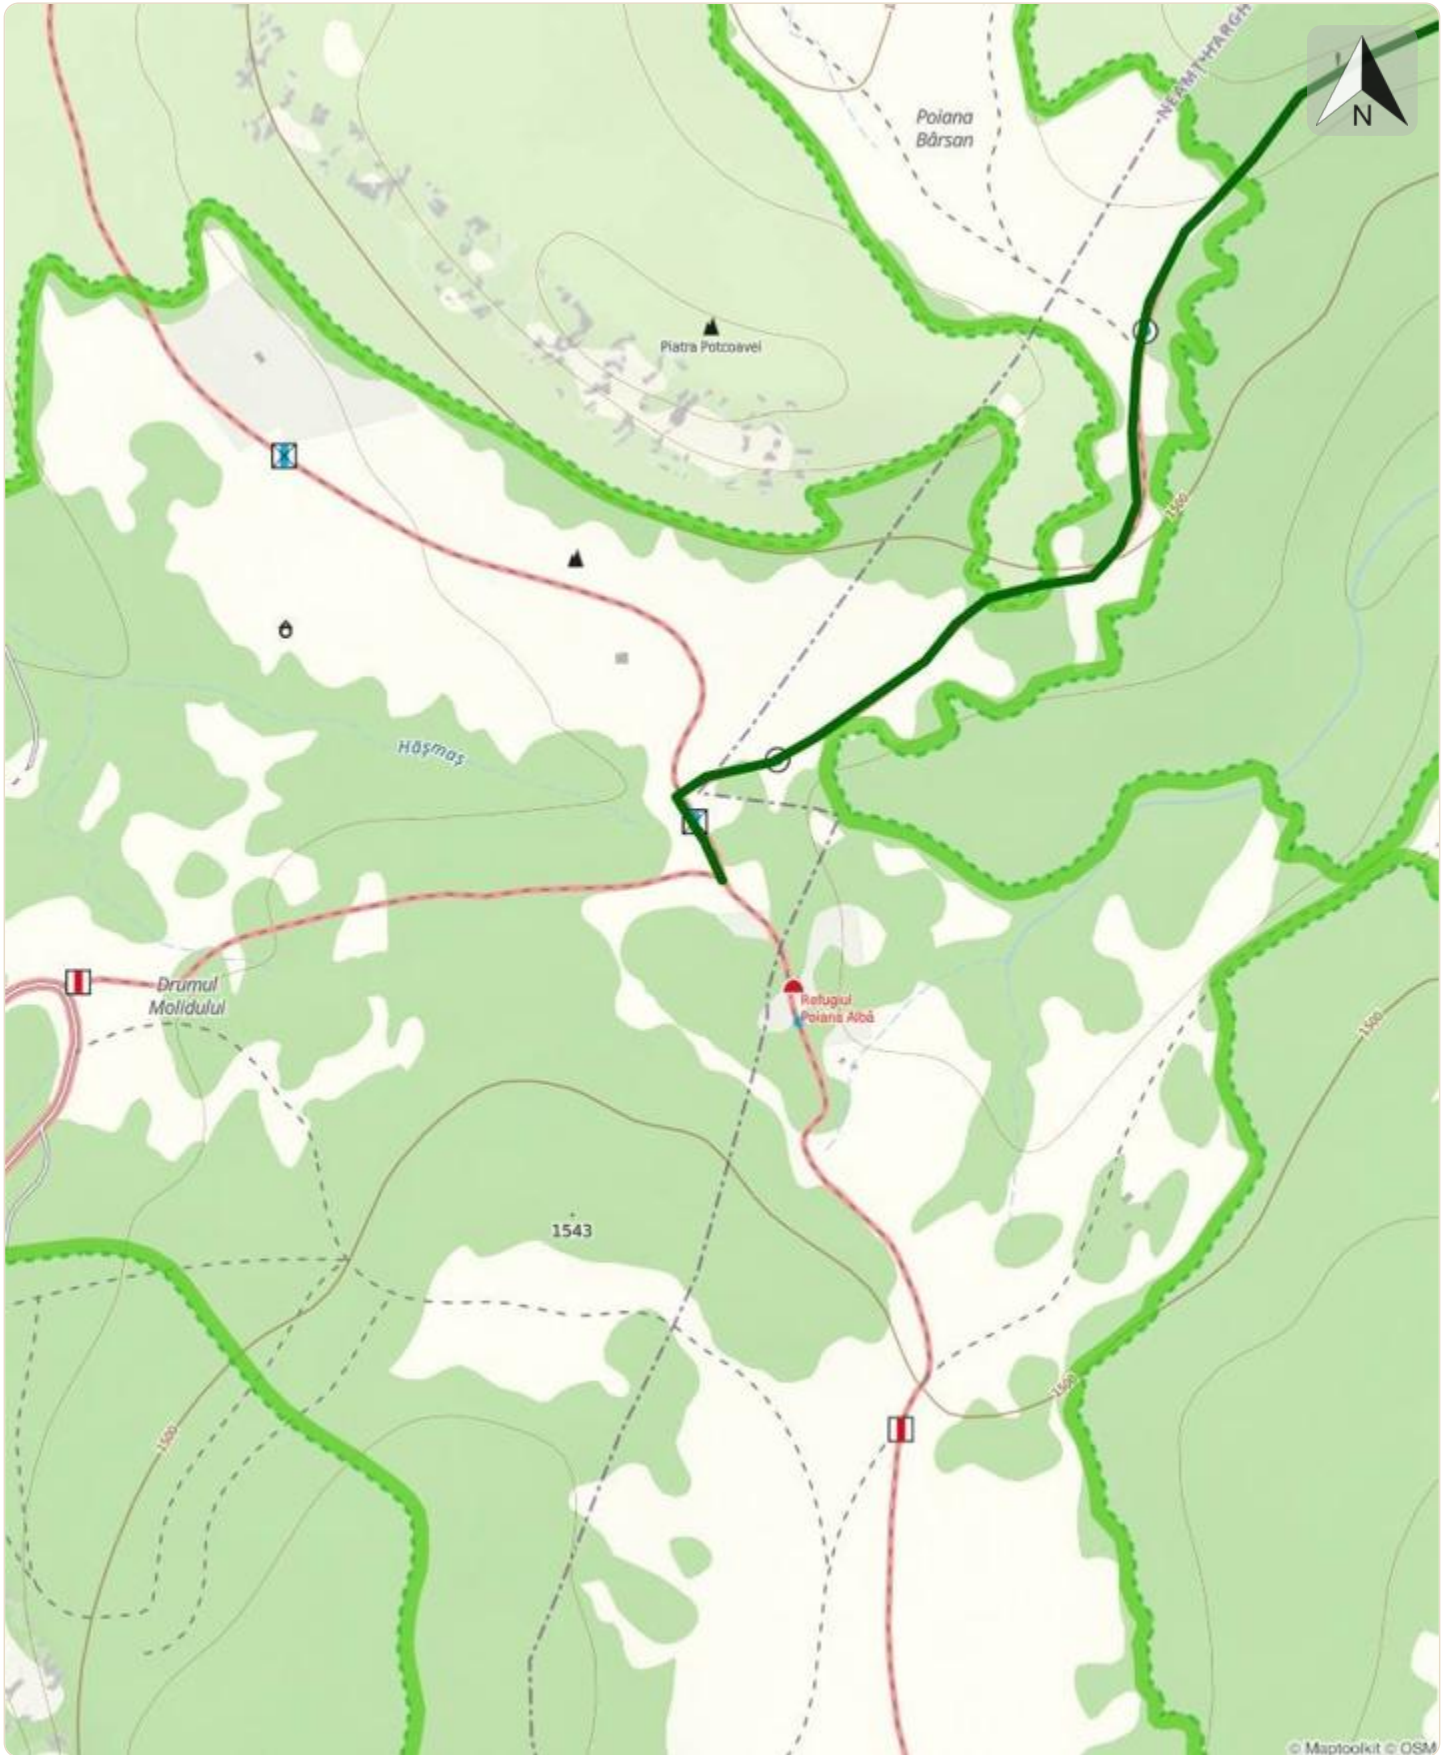 NEAMȚ-HARGH
N
Poiana
Bârsan
Piatra Potcoavei
1500
Hășmaș
Drumul
Molidului
Refugiul
Poiana Albă
1500
1543
1500
1500
© Maptoolkit © OSM